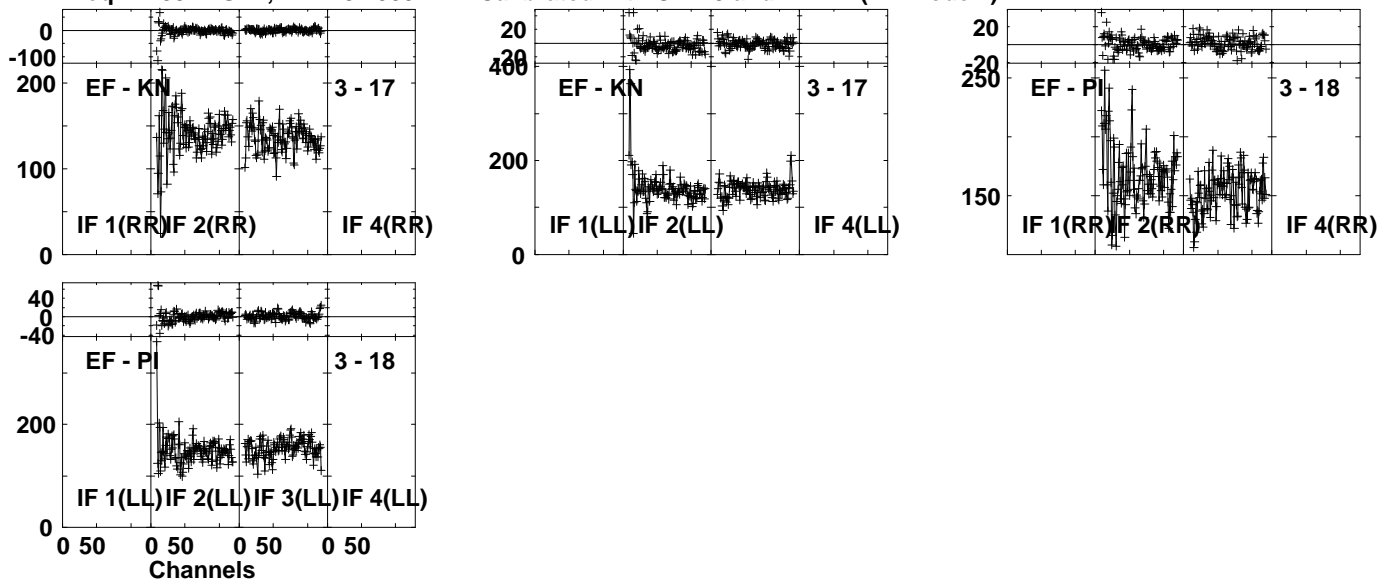 0
-100
200
100
0
EF - KN
3 - 17
IF 1(RR)
IF 2(RR)
IF 4(RR)
20
-20
400
200
0
EF - KN
3 - 17
IF 1(LL)
IF 2(LL)
IF 4(LL)
20
-20
250
150
EF - PI
3 - 18
IF 1(RR)
IF 2(RR)
IF 4(RR)
40
0
-40
200
0
EF - PI
3 - 18
IF 1(LL)
IF 2(LL)
IF 3(LL)
IF 4(LL)
0 50 0 50 0 50 0 50
Channels